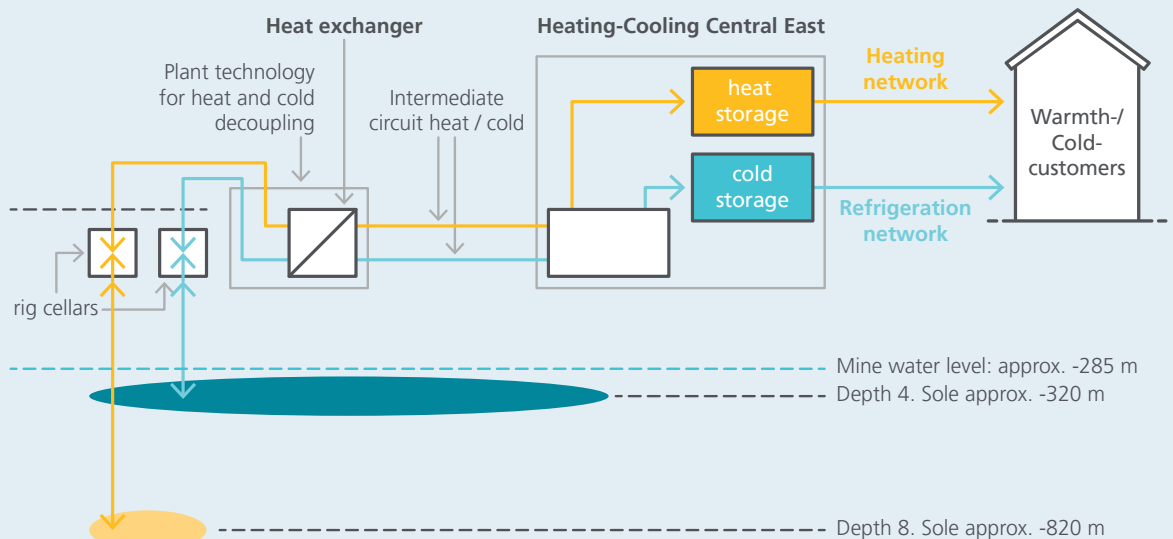 Heat exchanger
Heating-Cooling Central East
Plant technology
for heat and cold
decoupling
Intermediate
circuit heat / cold
heat
storage
cold
storage
Heating
network
Refrigeration
network
Warmth-/
Cold-
customers
rig cellars
Mine water level: approx. -285 m
Depth 4. Sole approx. -320 m
Depth 8. Sole approx. -820 m